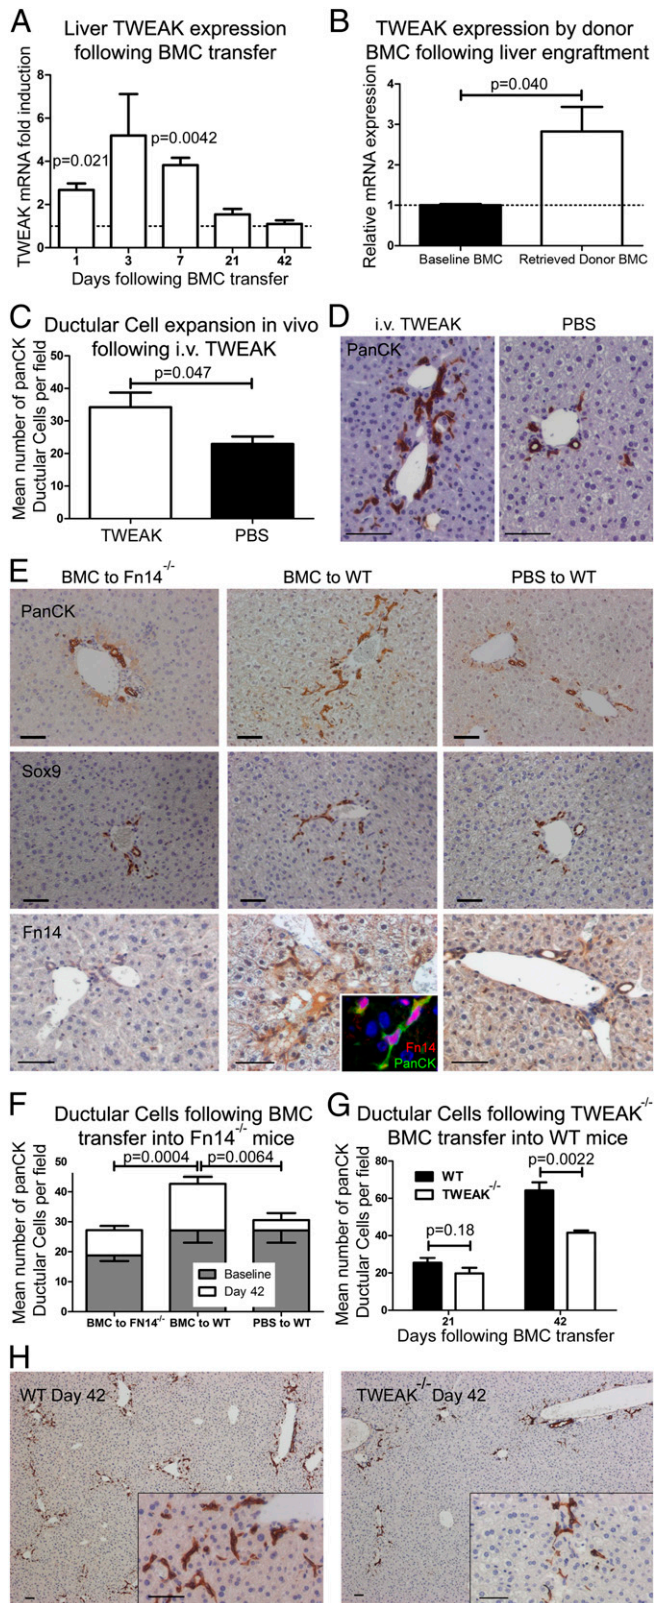 A
Liver TWEAK expression
following BMC transfer
TWEAK mRNA fold induction
8
6
4
2
0
p=0.021
p=0.0042
1 3 7 21 42
Days following BMC transfer
B
TWEAK expression by donor
BMC following liver engraftment
Relative mRNA expression
4
3
2
1
0
p=0.040
Baseline BMC Retrieved Donor BMC
C
Ductular Cell expansion in vivo
following i.v. TWEAK
Mean number of panCK
Ductular Cells per field
50
40
30
20
10
0
p=0.047
TWEAK PBS
D
i.v. TWEAK PBS
PanCK
E
BMC to Fn14-/- BMC to WT PBS to WT
PanCK
Sox9
Fn14
Fn14
PanCK
F
Ductular Cells following BMC
transfer into Fn14-/- mice
Mean number of panCK
Ductular Cells per field
50
40
30
20
10
0
p=0.0004 p=0.0064
Baseline
Day 42
BMC to FN14-/- BMC to WT PBS to WT
G
Ductular Cells following TWEAK-/-
BMC transfer into WT mice
Mean number of panCK
Ductular Cells per field
80
60
40
20
0
WT
TWEAK-/-
p=0.18
p=0.0022
21 42
Days following BMC transfer
H
WT Day 42
TWEAK-/- Day 42